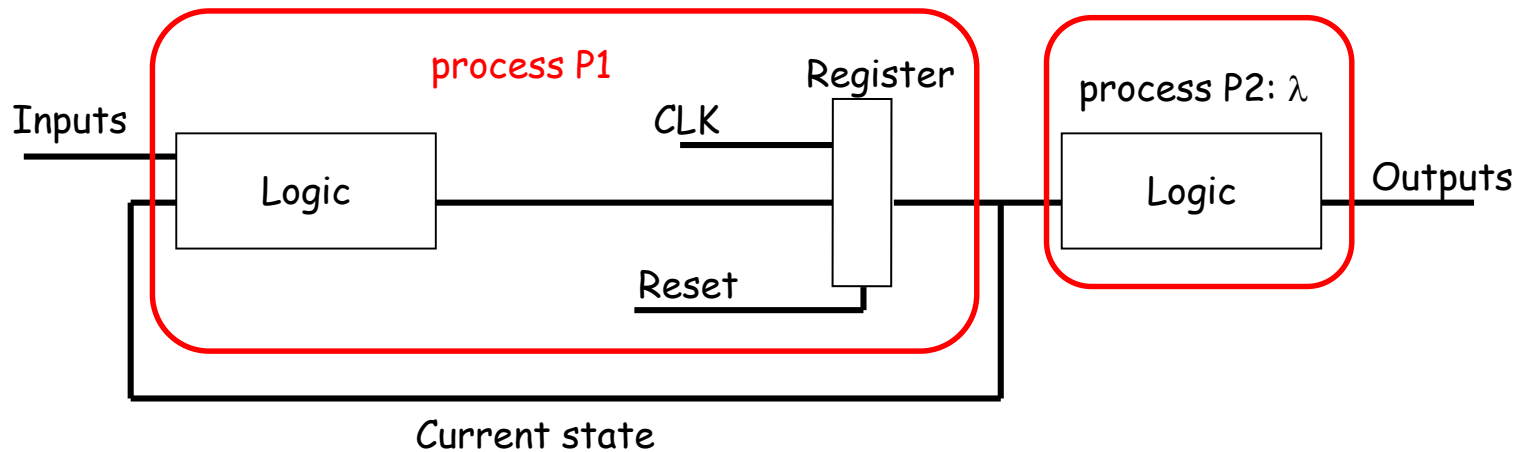 process P1
Register
process P2: λ
Inputs
CLK
Logic
Logic
Outputs
Reset
Current state